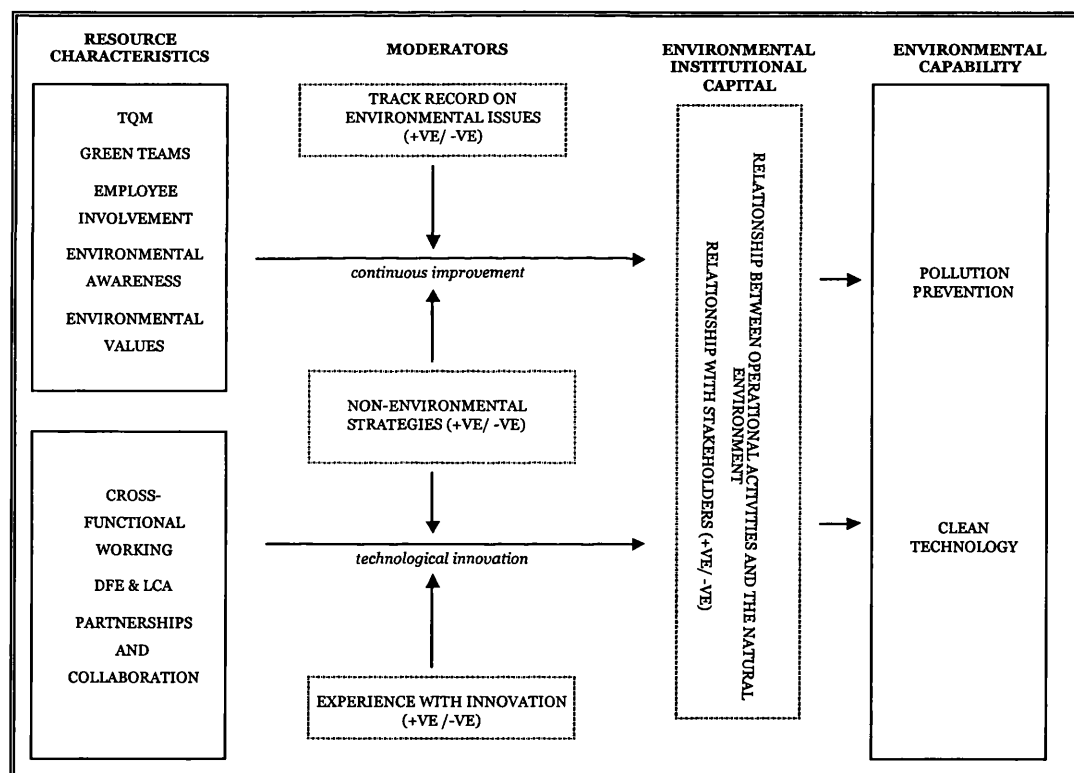 RESOURCE
CHARACTERISTICS
MODERATORS
ENVIRONMENTAL
INSTITUTIONAL
CAPITAL
ENVIRONMENTAL
CAPABILITY
TQM
GREEN TEAMS
EMPLOYEE
INVOLVEMENT
ENVIRONMENTAL
AWARENESS
ENVIRONMENTAL
VALUES
CROSS-
FUNCTIONAL
WORKING
DFE & LCA
PARTNERSHIPS
AND
COLLABORATION
TRACK RECORD ON
ENVIRONMENTAL ISSUES
(+VE/ -VE)
continuous improvement
NON-ENVIRONMENTAL
STRATEGIES (+VE/ -VE)
technological innovation
EXPERIENCE WITH INNOVATION
(+VE /-VE)
RELATIONSHIP BETWEEN OPERATIONAL ACTIVITIES AND THE NATURAL
ENVIRONMENT
RELATIONSHIP WITH STAKEHOLDERS (+VE/ -VE)
POLLUTION
PREVENTION
CLEAN
TECHNOLOGY